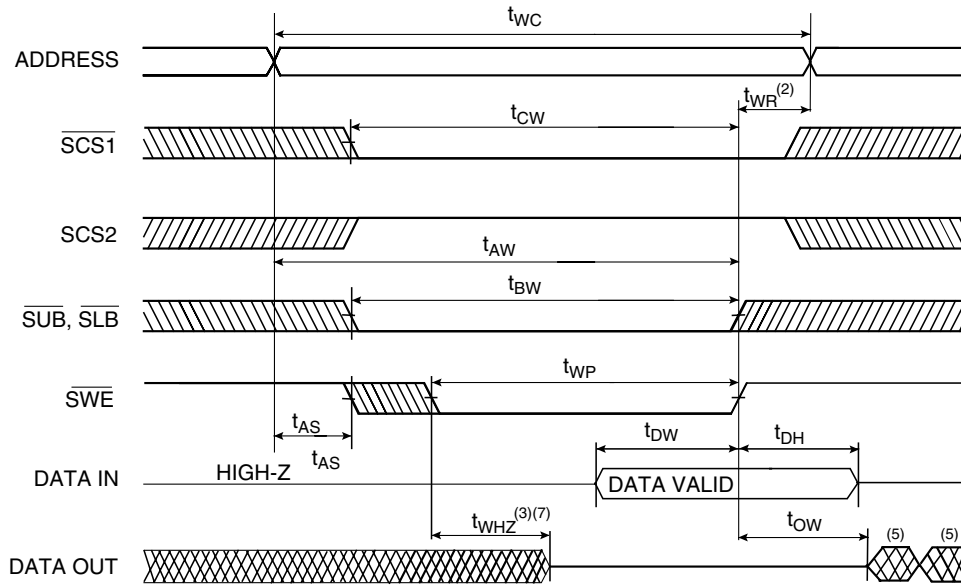 tWC
ADDRESS
tWR(2)
tCW
SCS1
SCS2
tAW
tBW
SUB, SLB
tWP
SWE
tAS
tAS
tDW
tDH
HIGH-Z
DATA IN
DATA VALID
tWHZ(3)(7)
tOW
(5)
(5)
DATA OUT